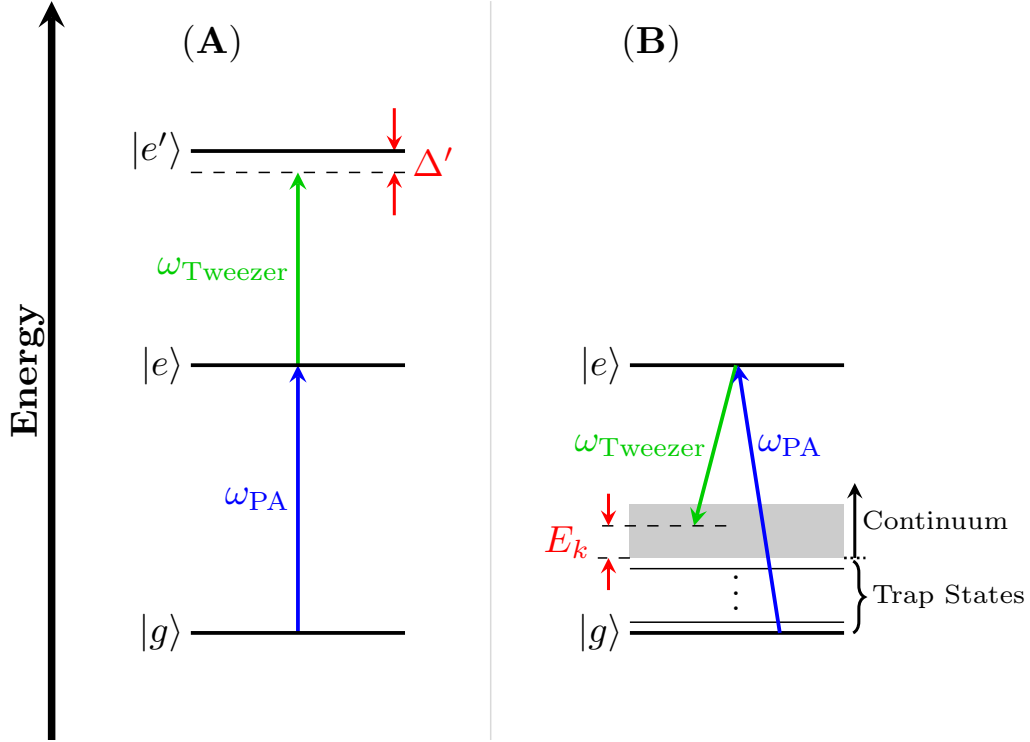 (A)
(B)
Energy
|e′⟩
Δ′
ω_Tweezer
|e⟩
ω_PA
|g⟩
|e⟩
ω_Tweezer
ω_PA
Continuum
E_k
Trap States
|g⟩